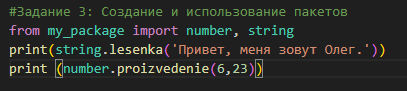 #Задание 3: Создание и использование пакетов
from my_package import number, string
print(string.lesenka('Привет, меня зовут Олег.'))
print (number.proizvedenie(6,23))